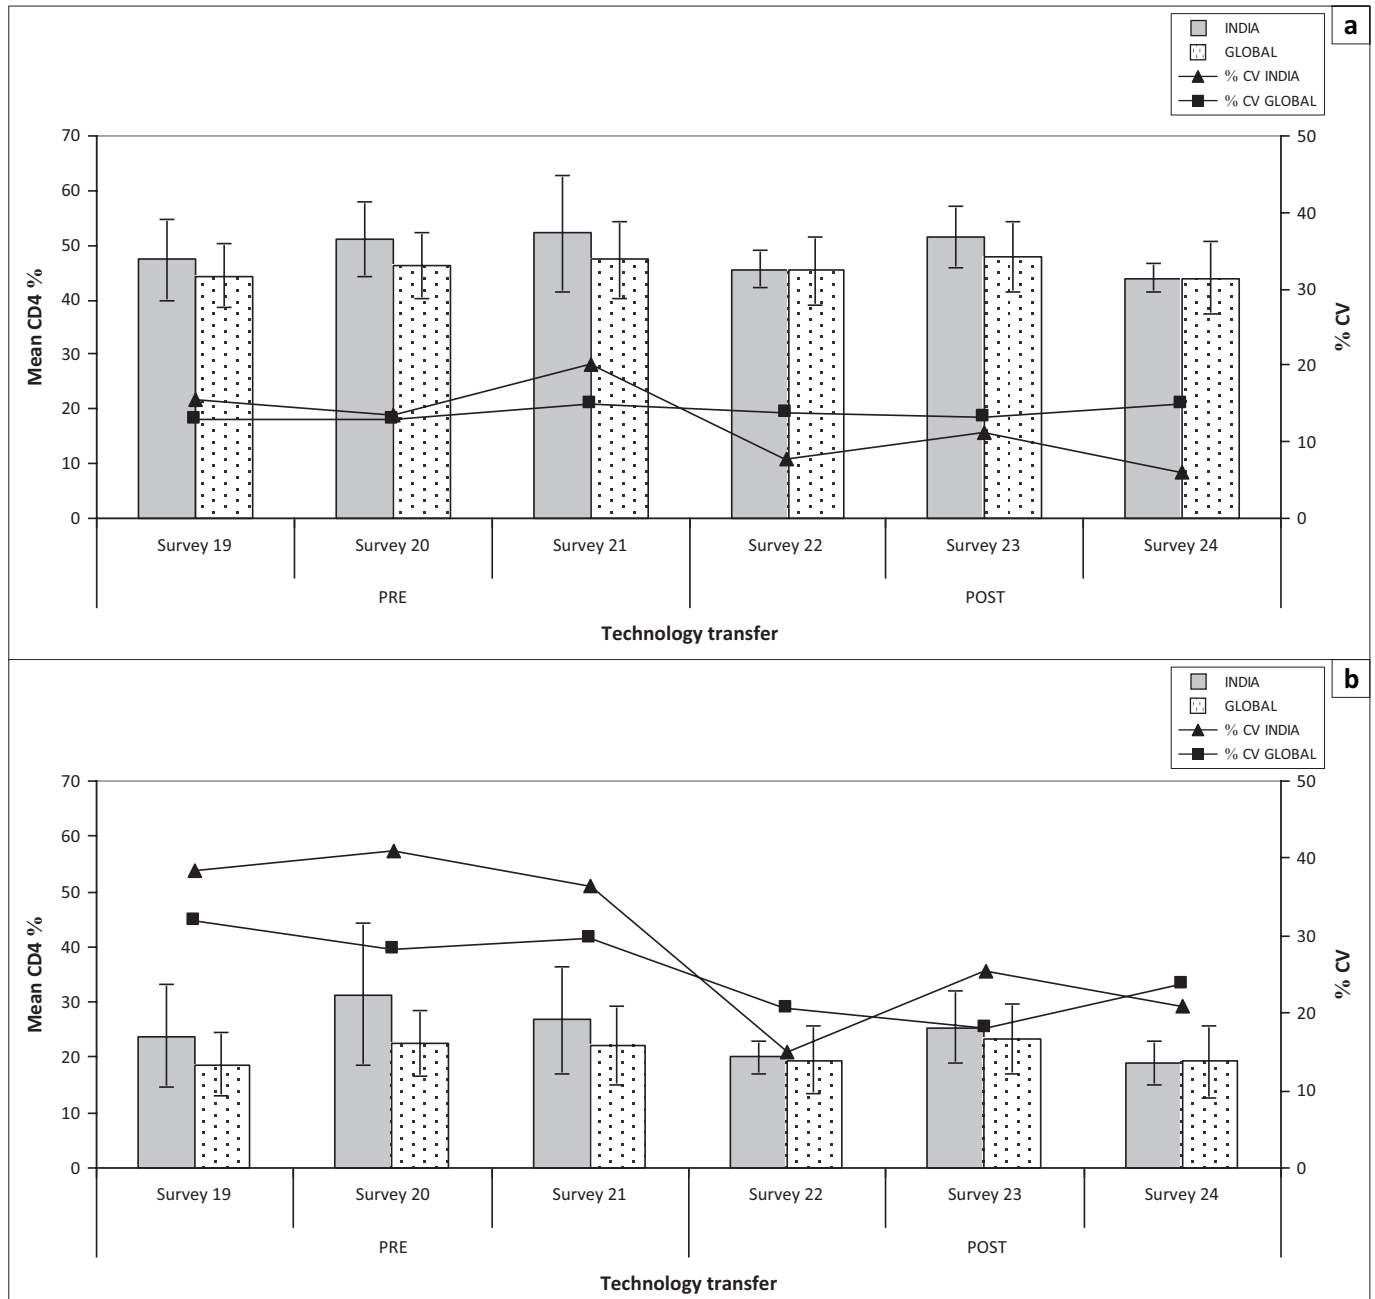 a
INDIA
GLOBAL
% CV INDIA
% CV GLOBAL
70
60
50
40
30
20
10
0
Mean CD4 %
50
40
30
20
10
0
% CV
Survey 19 Survey 20 Survey 21 Survey 22 Survey 23 Survey 24
PRE POST
Technology transfer
b
INDIA
GLOBAL
% CV INDIA
% CV GLOBAL
70
60
50
40
30
20
10
0
Mean CD4 %
50
40
30
20
10
0
% CV
Survey 19 Survey 20 Survey 21 Survey 22 Survey 23 Survey 24
PRE POST
Technology transfer